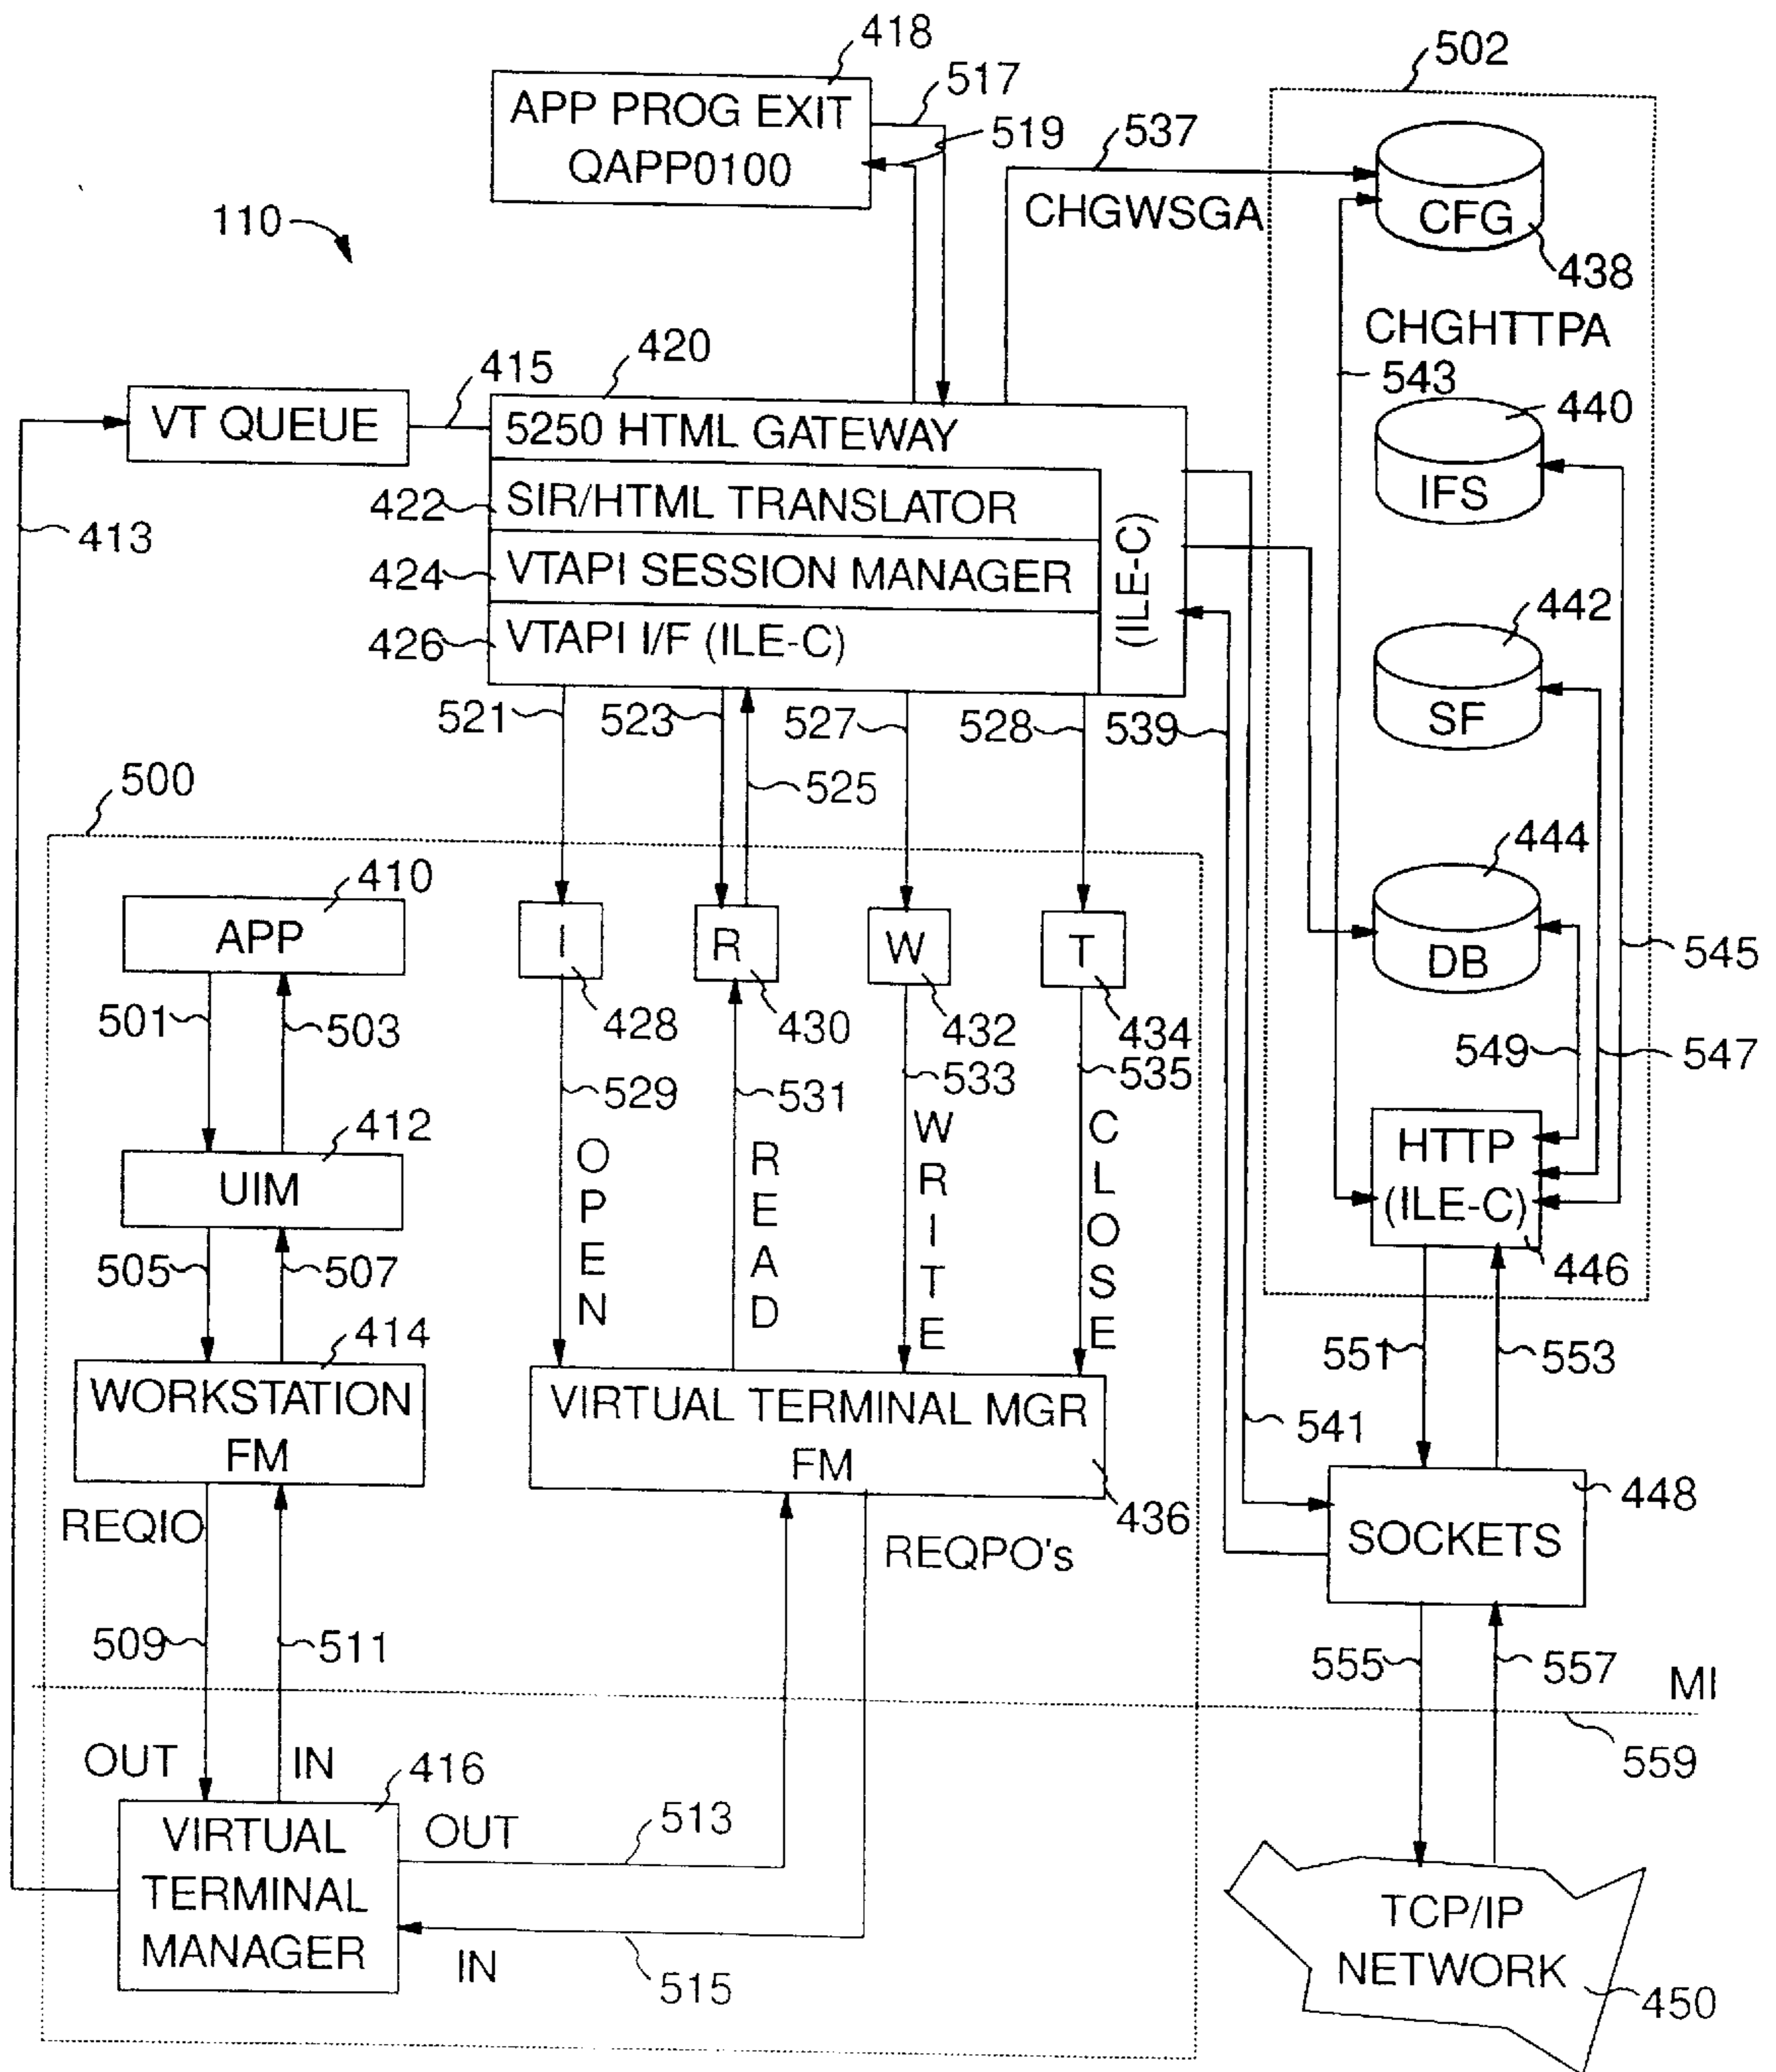 418
502
APP PROG EXIT
QAPP0100
517
519
537
CHGWSGA
CFG
438
110
CHGHTTPA
543
420
415
VT QUEUE
5250 HTML GATEWAY
440
IFS
413
422
SIR/HTML TRANSLATOR
424
VTAPI SESSION MANAGER
426
VTAPI I/F (ILE-C)
(ILE-C)
442
SF
521
523
527
528
539
525
500
444
DB
410
APP
I
R
W
T
545
501
503
428
430
432
434
549
547
529
531
533
535
OPEN
READ
WRITE
CLOSE
412
UIM
HTTP
(ILE-C)
446
505
507
414
WORKSTATION
FM
VIRTUAL TERMINAL MGR
FM
436
551
553
541
448
SOCKETS
REQIO
REQPO's
509
511
555
557
MI
559
OUT
IN
416
VIRTUAL
TERMINAL
MANAGER
OUT
513
IN
515
TCP/IP
NETWORK
450